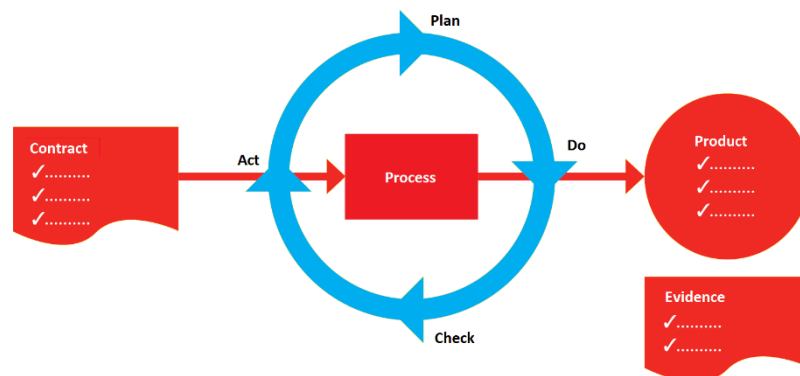 Plan
Contract
✓..........
✓..........
✓..........
Act
Process
Do
Product
✓..........
✓..........
✓..........
Check
Evidence
✓..........
✓..........